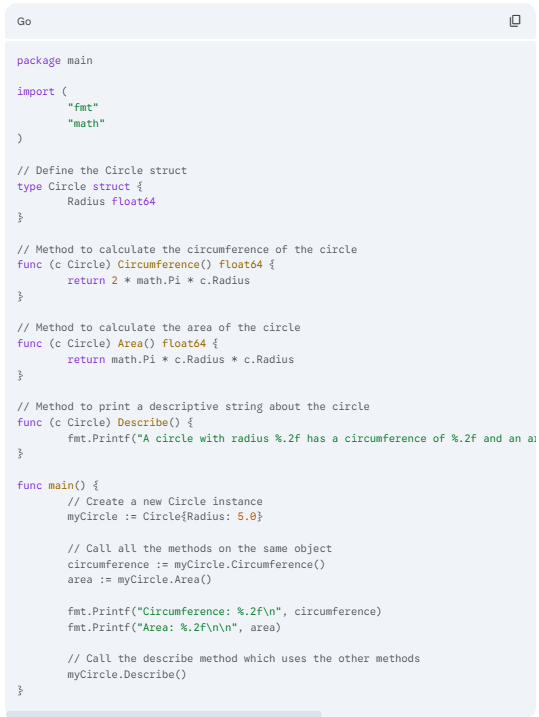 Go
package main
import (
"fmt"
"math"
)
// Define the Circle struct
type Circle struct {
Radius float64
}
// Method to calculate the circumference of the circle
func (c Circle) Circumference() float64 {
return 2 * math.Pi * c.Radius
}
// Method to calculate the area of the circle
func (c Circle) Area() float64 {
return math.Pi * c.Radius * c.Radius
}
// Method to print a descriptive string about the circle
func (c Circle) Describe() {
fmt.Printf("A circle with radius %.2f has a circumference of %.2f and an
}
func main() {
// Create a new Circle instance
myCircle := Circle{Radius: 5.0}
// Call all the methods on the same object
circumference := myCircle.Circumference()
area := myCircle.Area()
fmt.Printf("Circumference: %.2f\n", circumference)
fmt.Printf("Area: %.2f\n\n", area)
// Call the describe method which uses the other methods
myCircle.Describe()
}